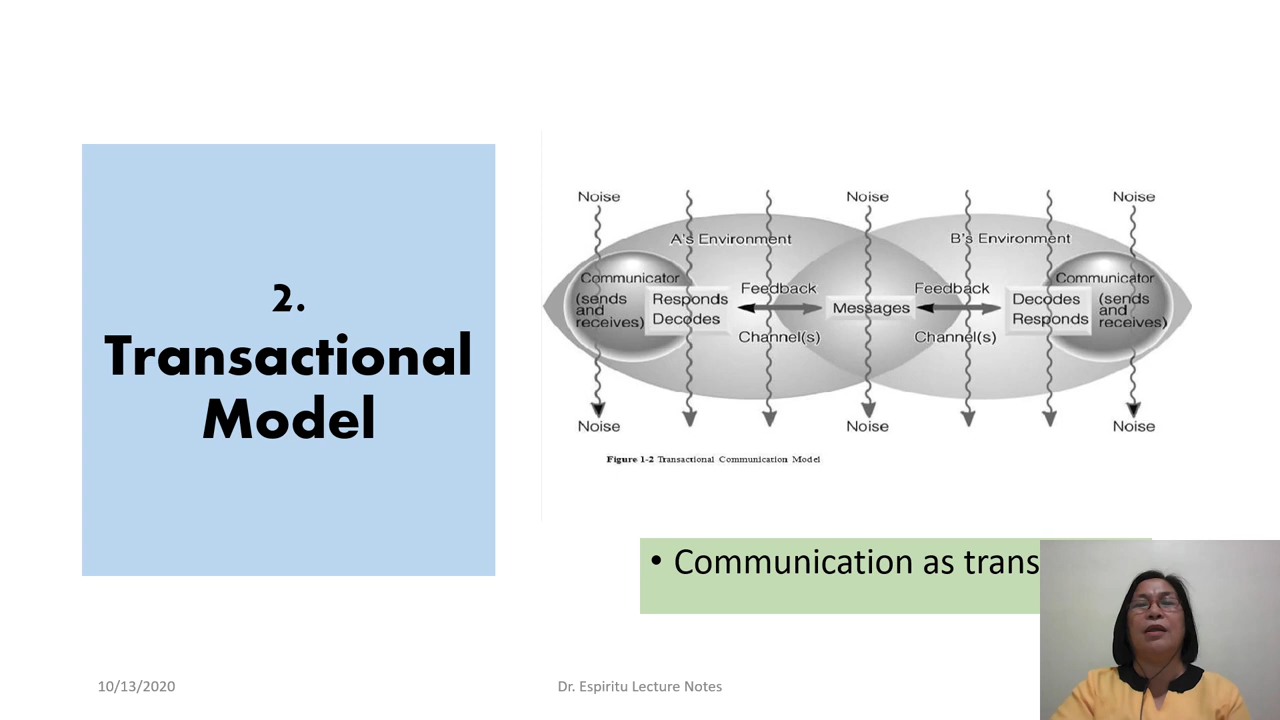 2.
Transactional
Model
Noise
Noise
Noise
A's Environment
B's Environment
Communicator
(sends
and
receives)
Responds
Decodes
Feedback
Channel(s)
Messages
Feedback
Channel(s)
Decodes
Responds
Communicator
(sends
and
receives)
Noise
Noise
Noise
Figure 1-2 Transactional Communication Model
• Communication as trans
10/13/2020
Dr. Espiritu Lecture Notes